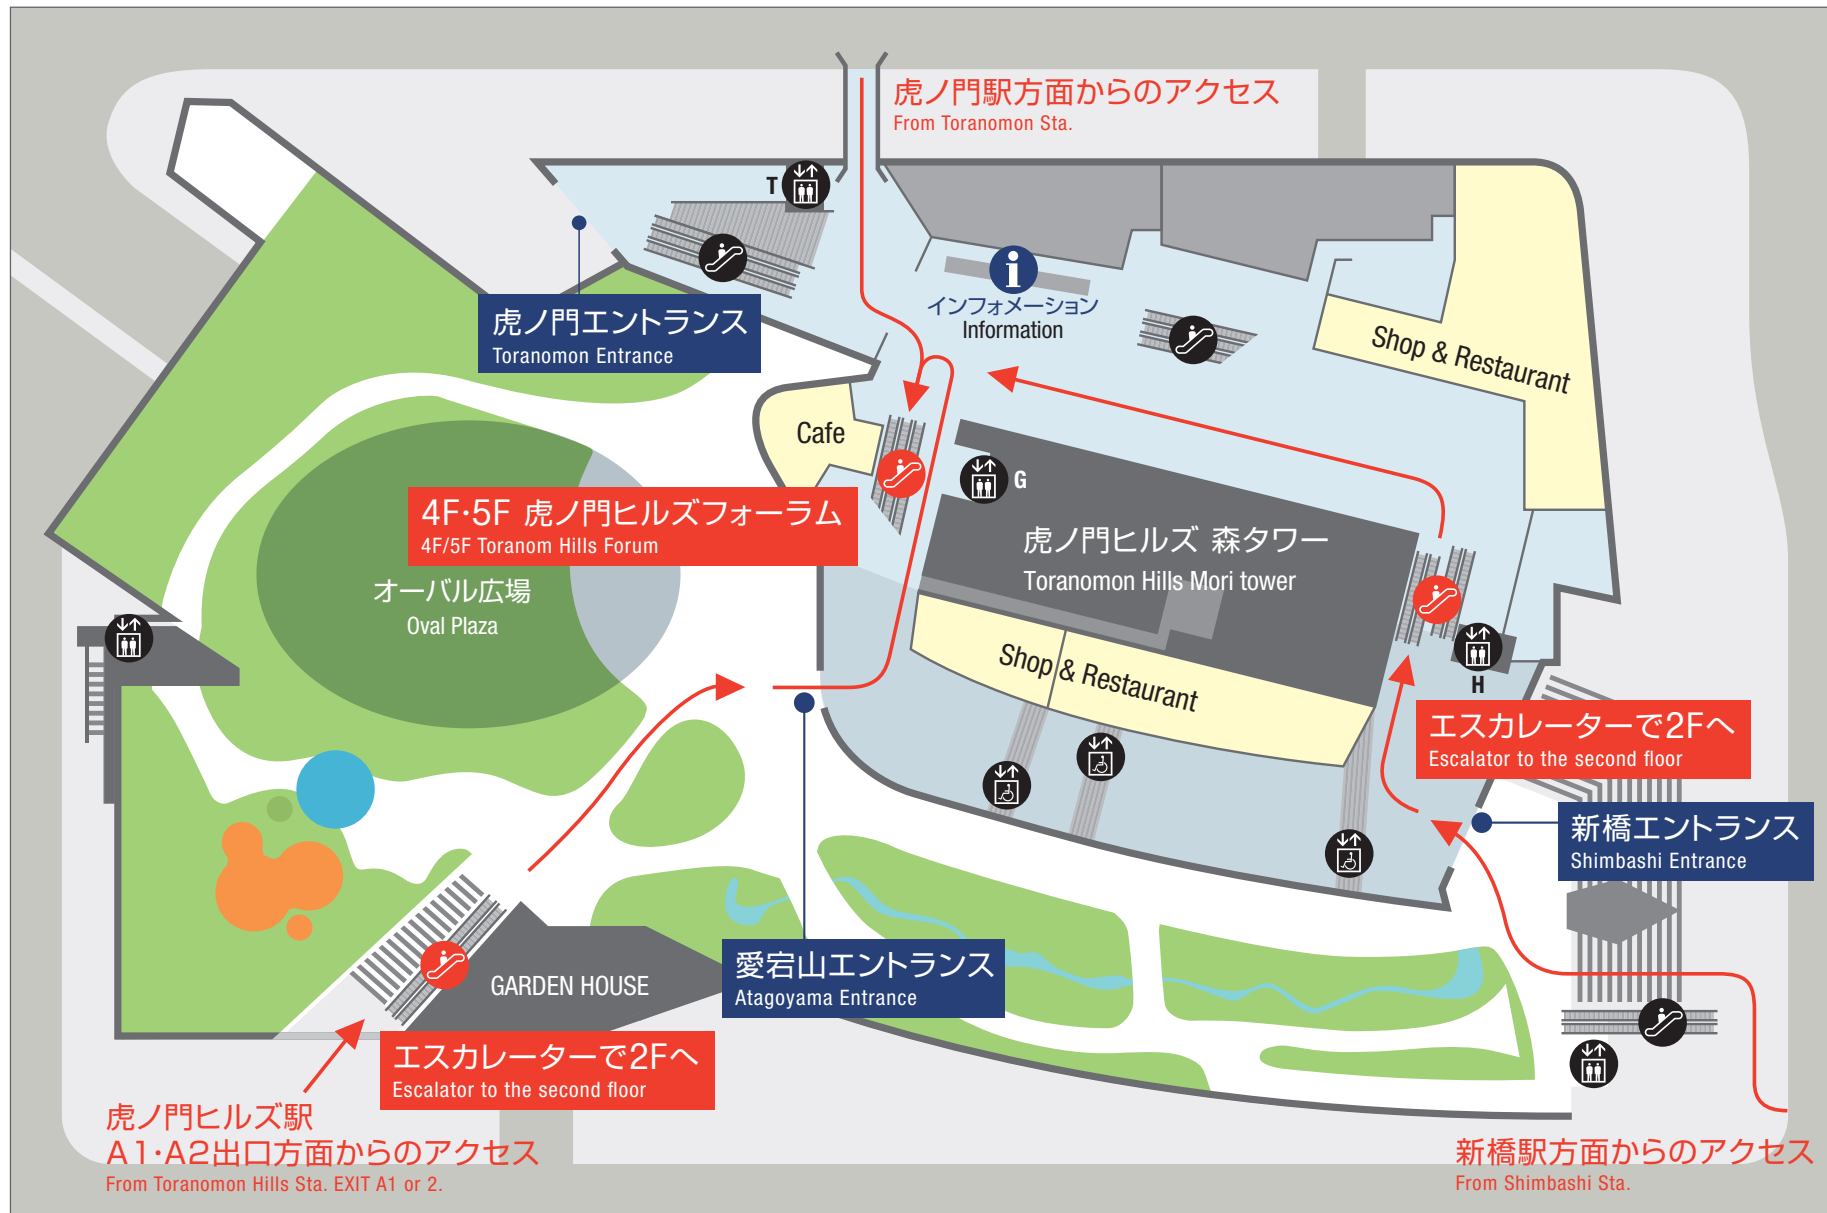 虎ノ門駅方面からのアクセス
From Toranomon Sta.
T
虎ノ門エントランス
Toranomon Entrance
i
インフォメーション
Information
Shop & Restaurant
Cafe
G
4F・5F 虎ノ門ヒルズフォーラム
4F/5F Toranom Hills Forum
虎ノ門ヒルズ 森タワー
Toranomon Hills Mori tower
オーバル広場
Oval Plaza
Shop & Restaurant
H
エスカレーターで2Fへ
Escalator to the second floor
新橋エントランス
Shimbashi Entrance
愛宕山エントランス
Atagoyama Entrance
GARDEN HOUSE
エスカレーターで2Fへ
Escalator to the second floor
虎ノ門ヒルズ駅
A1・A2出口方面からのアクセス
From Toranomon Hills Sta. EXIT A1 or 2.
新橋駅方面からのアクセス
From Shimbashi Sta.